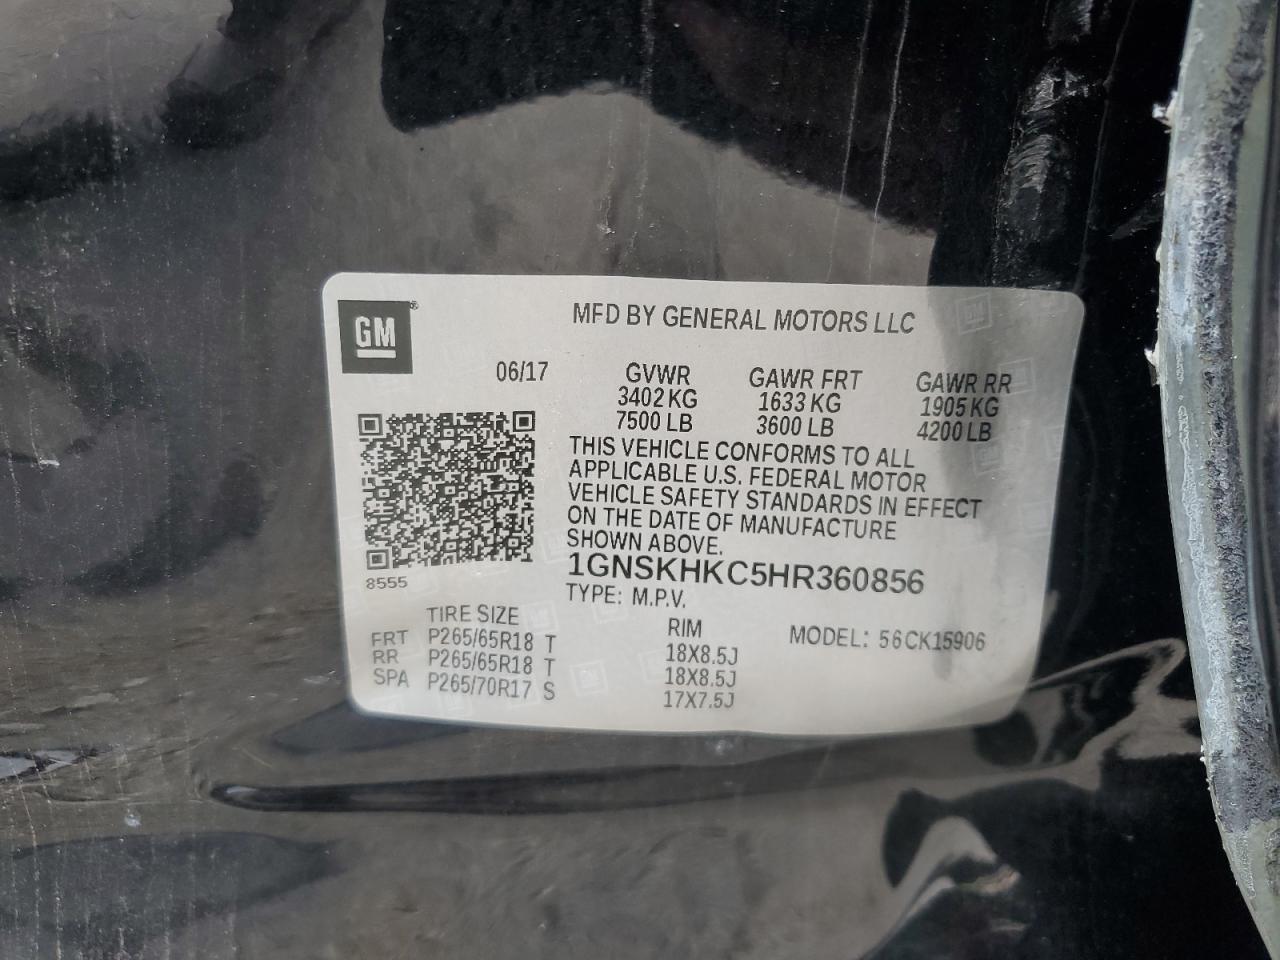 GM®
MFD BY GENERAL MOTORS LLC
06/17 GVWR GAWR FRT GAWR RR
3402 KG 1633 KG 1905 KG
7500 LB 3600 LB 4200 LB
THIS VEHICLE CONFORMS TO ALL
APPLICABLE U.S. FEDERAL MOTOR
VEHICLE SAFETY STANDARDS IN EFFECT
ON THE DATE OF MANUFACTURE
SHOWN ABOVE.
1GNSKHKC5HR360856
8555
TYPE: M.P.V.
TIRE SIZE RIM MODEL: 56CK15906
FRT P265/65R18 T 18X8.5J
RR P265/65R18 T 18X8.5J
SPA P265/70R17 S 17X7.5J